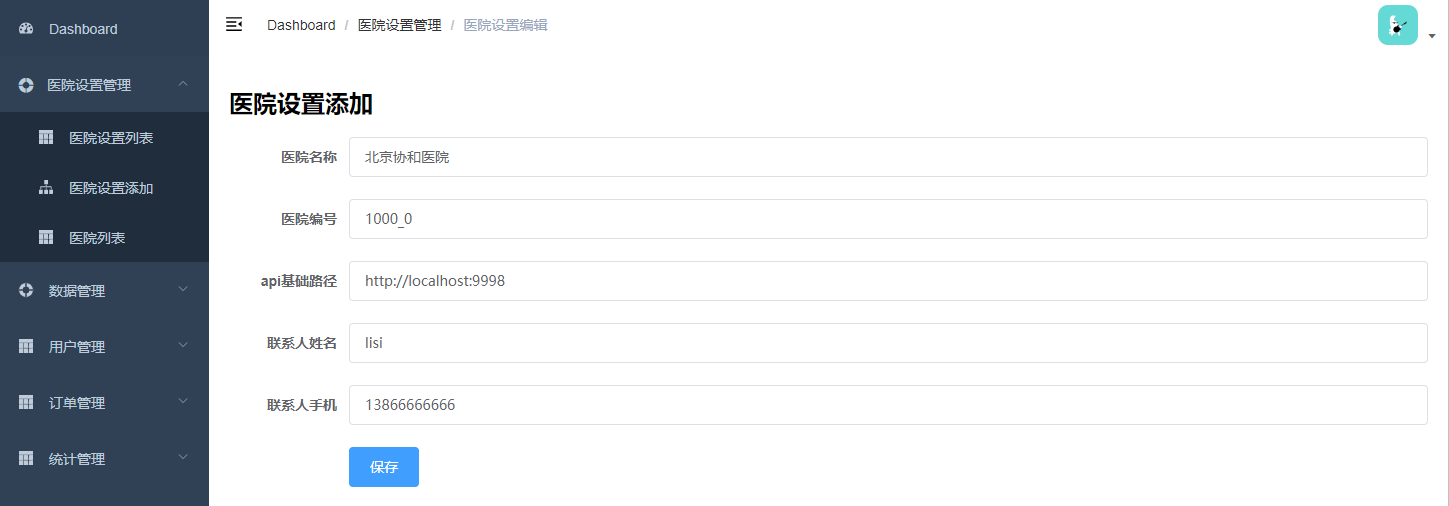 Dashboard
医院设置管理
医院设置列表
医院设置添加
医院列表
数据管理
用户管理
订单管理
统计管理
Dashboard / 医院设置管理 / 医院设置编辑
医院设置添加
医院名称 北京协和医院
医院编号 1000_0
api基础路径 http://localhost:9998
联系人姓名 lisi
联系人手机 13866666666
保存